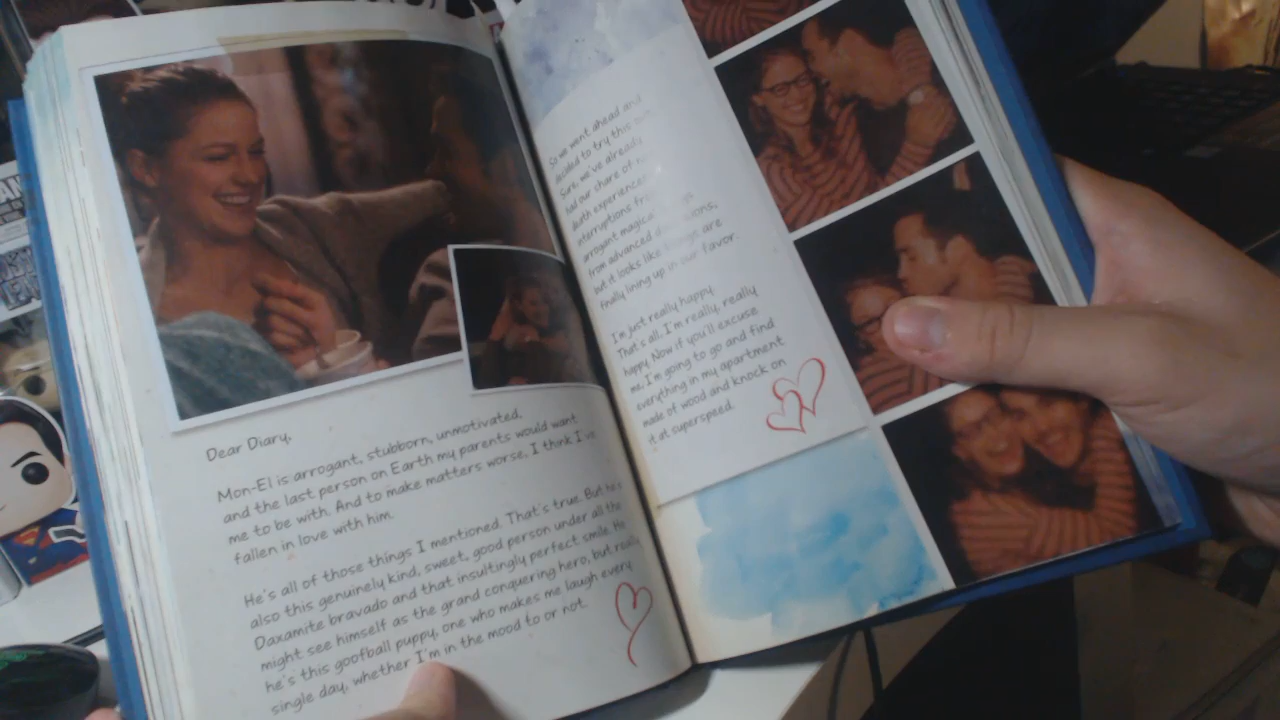 Dear Diary,
Mon-El is arrogant, stubborn, unmotivated,
and the last person on Earth my parents would want
me to be with. And to make matters worse, I think I've
fallen in love with him.
He's all of those things I mentioned. That's true. But he's
also this genuinely kind, sweet, good person under all the
Daxamite bravado and that insultingly perfect smile. He
might see himself as the grand conquering hero, but really
he's this goofball puppy, one who makes me laugh every
single day, whether I'm in the mood to or not.
So we went ahead and
decided to try this
Sure, we've already
had our share of
death experiences
interruptions
arrogant magical
from advanced
but it looks like things are
finally lining up in our favor.
I'm just really happy.
That's all. I'm really, really
happy. Now if you'll excuse
me, I'm going to go and find
everything in my apartment
made of wood and knock on
it at superspeed.